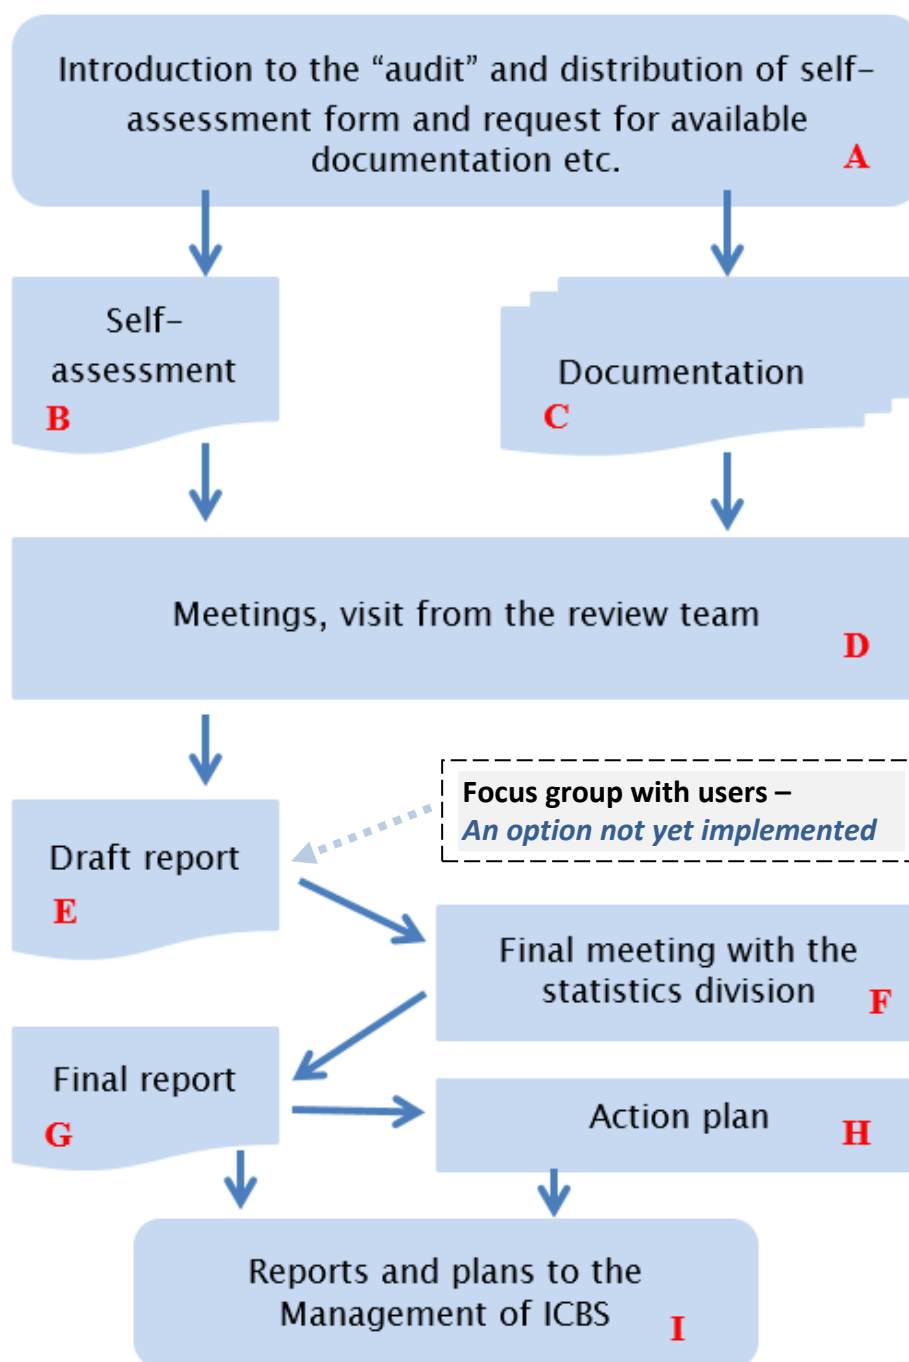 Introduction to the “audit” and distribution of self-
assessment form and request for available
documentation etc.
A
Self-
assessment
B
Documentation
C
Meetings, visit from the review team
D
Focus group with users –
An option not yet implemented
Draft report
E
Final meeting with the
statistics division
F
Final report
G
Action plan
H
Reports and plans to the
Management of ICBS
I